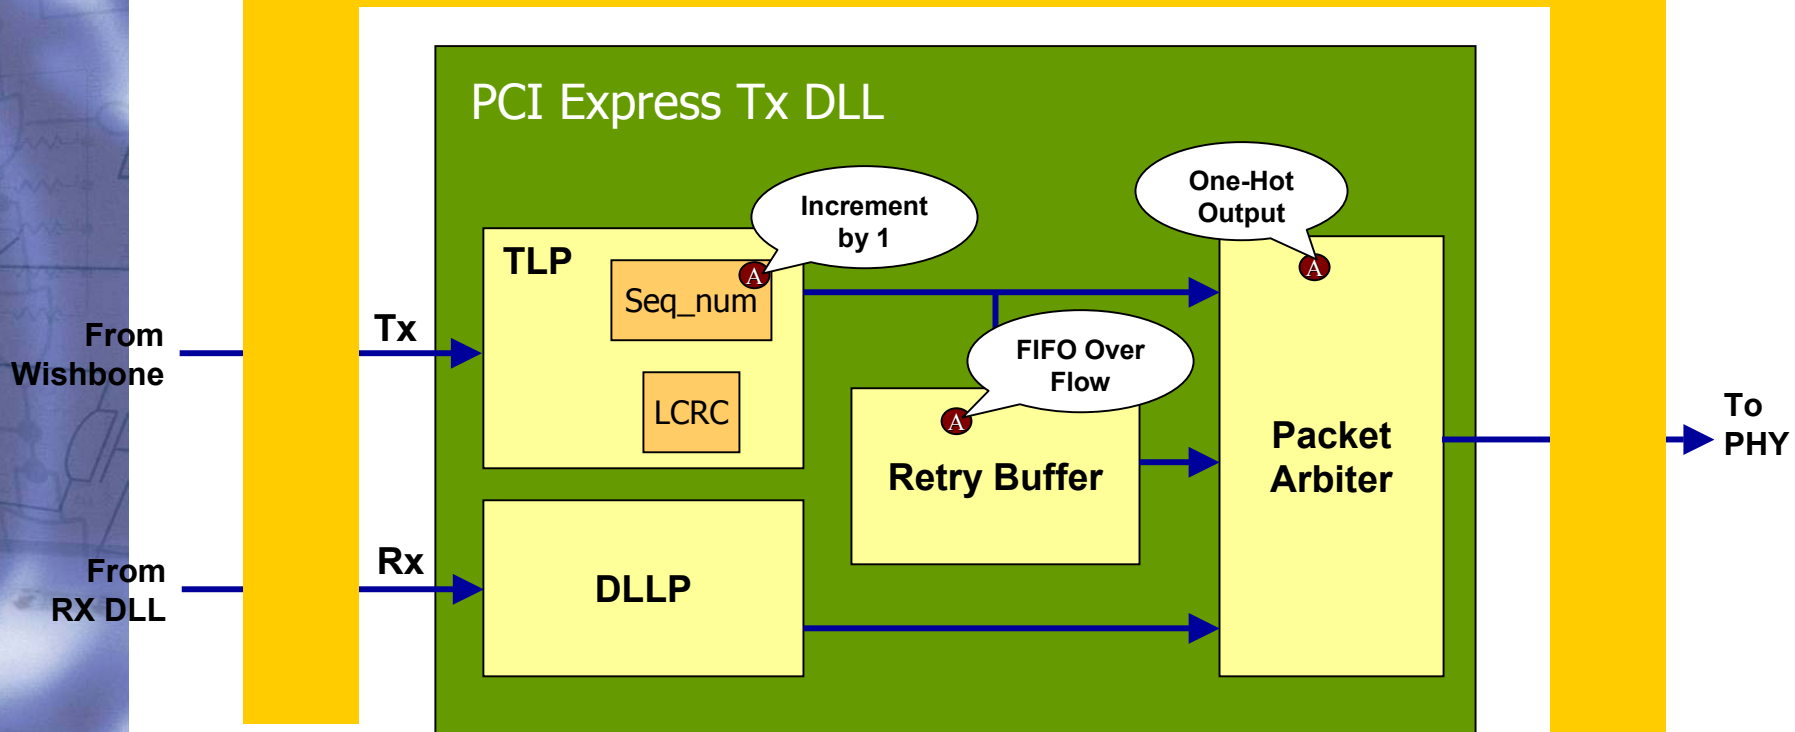 PCI Express Tx DLL
Increment
by 1
One-Hot
Output
TLP
A
A
Seq_num
From
Wishbone
Tx
FIFO Over
Flow
LCRC
A
Retry Buffer
Packet
Arbiter
To
PHY
From
RX DLL
Rx
DLLP